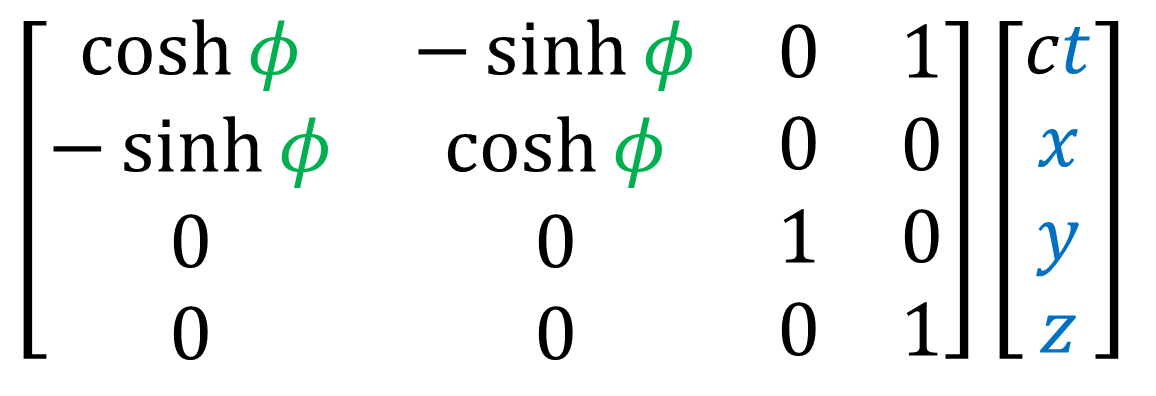 cosh ϕ − sinh ϕ 0 1 ct
− sinh ϕ cosh ϕ 0 0 x
0 0 1 0 y
0 0 0 1 z